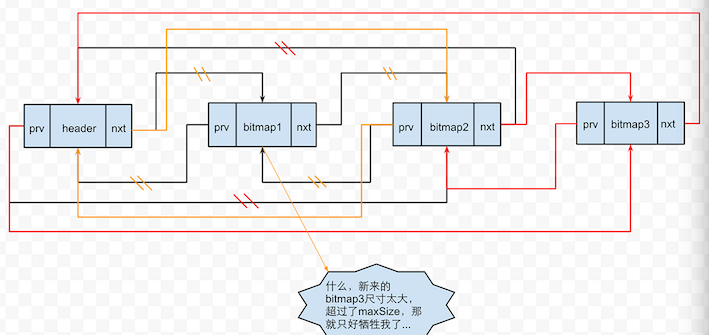 prv header nxt
prv bitmap1 nxt
prv bitmap2 nxt
prv bitmap3 nxt
什么，新来的
bitmap3尺寸太大，
超过了maxSize，那
就只好牺牲我了...